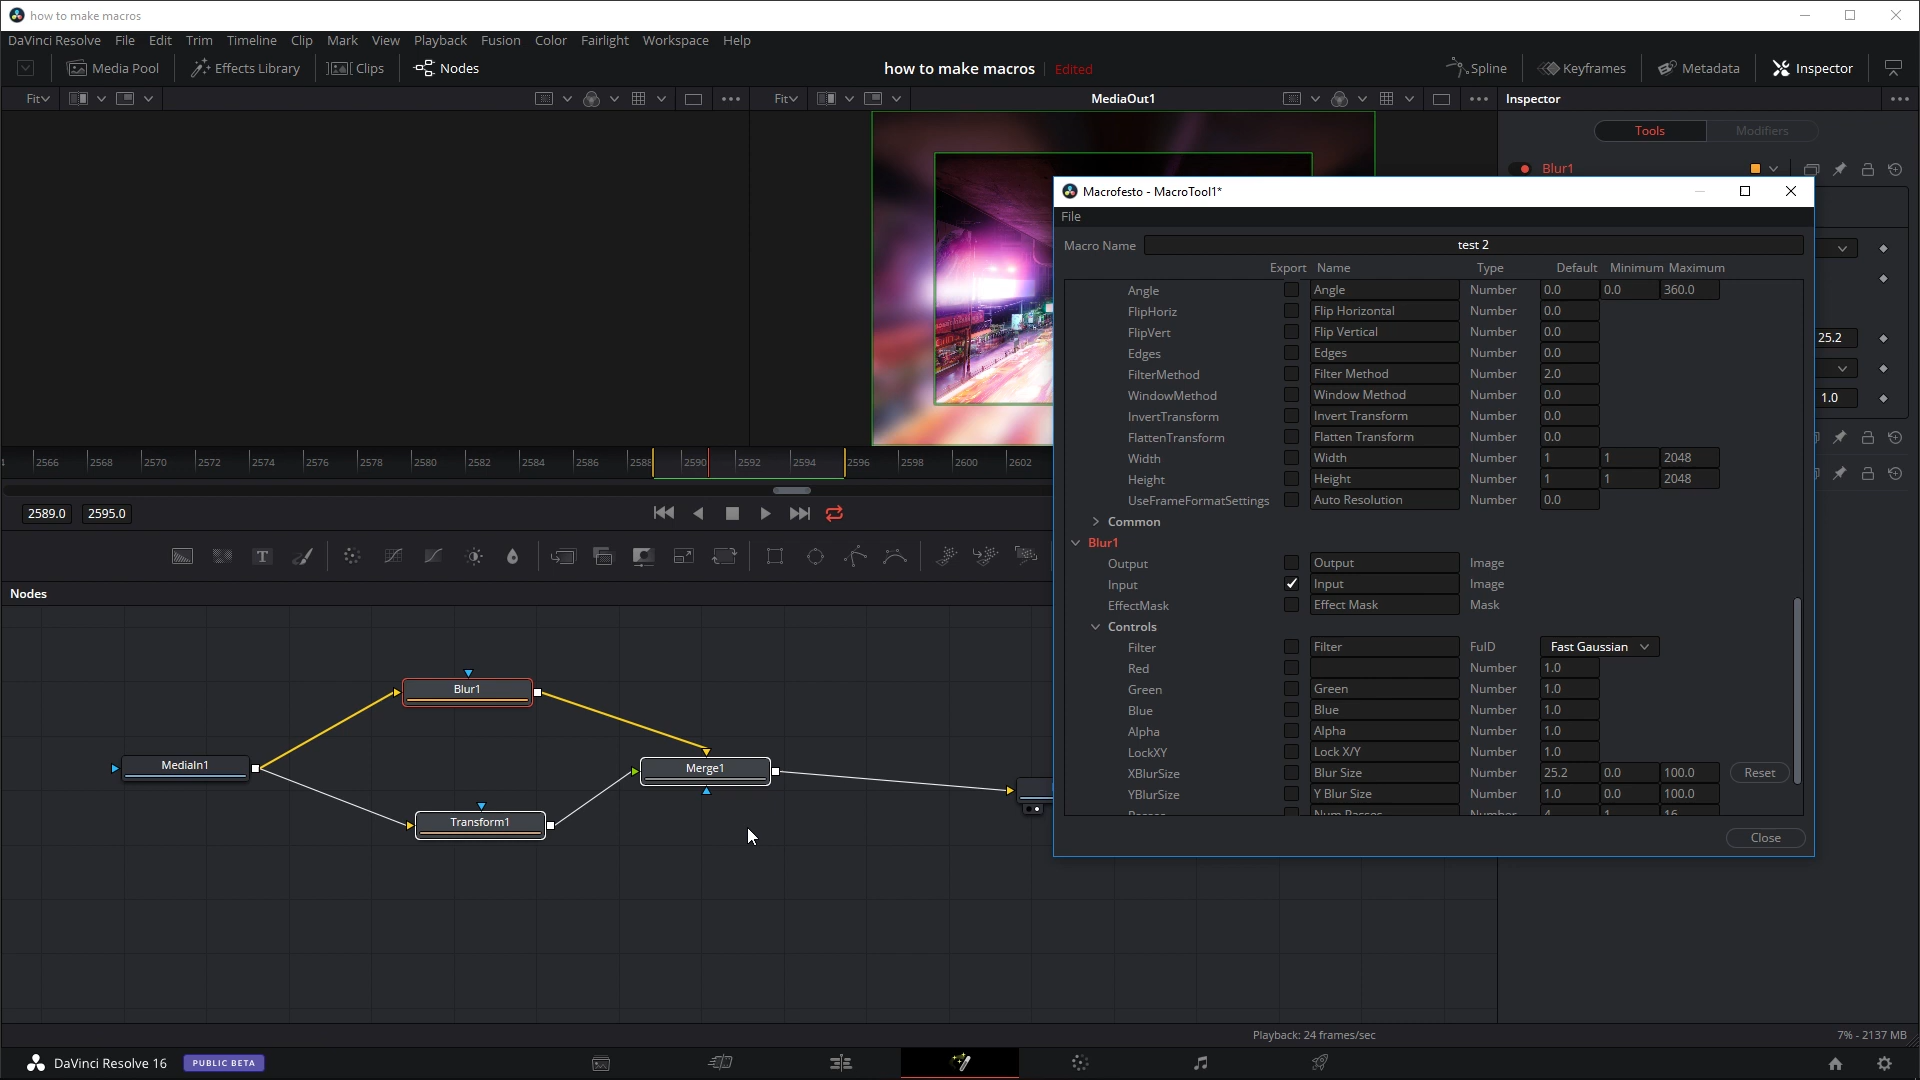 how to make macros
DaVinci Resolve File Edit Trim Timeline Clip Mark View Playback Fusion Color Fairlight Workspace Help
Media Pool Effects Library Clips Nodes how to make macros Edited Spline Keyframes Metadata Inspector
Fit Fit MediaOut1 Inspector
Tools Modifiers
Blur1
Macrofesto - MacroTool1*
File
Macro Name test 2
Export Name Type Default Minimum Maximum
Angle Angle Number 0.0 0.0 360.0
FlipHoriz Flip Horizontal Number 0.0
FlipVert Flip Vertical Number 0.0
25.2
Edges Edges Number 0.0
FilterMethod Filter Method Number 2.0
WindowMethod Window Method Number 0.0
1.0
InvertTransform Invert Transform Number 0.0
FlattenTransform Flatten Transform Number 0.0
Width Width Number 1 1 2048
2566 2568 2570 2572 2574 2576 2578 2580 2582 2584 2586 2588 2590 2592 2594 2596 2598 2600 2602
Height Height Number 1 1 2048
UseFrameFormatSettings Auto Resolution Number 0.0
2589.0 2595.0
Common
Blur1
Output Output Image
Input Input Image
EffectMask Effect Mask Mask
Nodes
Controls
Filter Filter FuID Fast Gaussian
Red Number 1.0
Green Green Number 1.0
Blue Blue Number 1.0
Alpha Alpha Number 1.0
LockXY Lock X/Y Number 1.0
XBlurSize Blur Size Number 25.2 0.0 100.0 Reset
YBlurSize Y Blur Size Number 1.0 0.0 100.0
Passes Num Passes Number 4 1 16
Close
Blur1
MediaIn1
Merge1
Transform1
Playback: 24 frames/sec 7% - 2137 MB
DaVinci Resolve 16 PUBLIC BETA